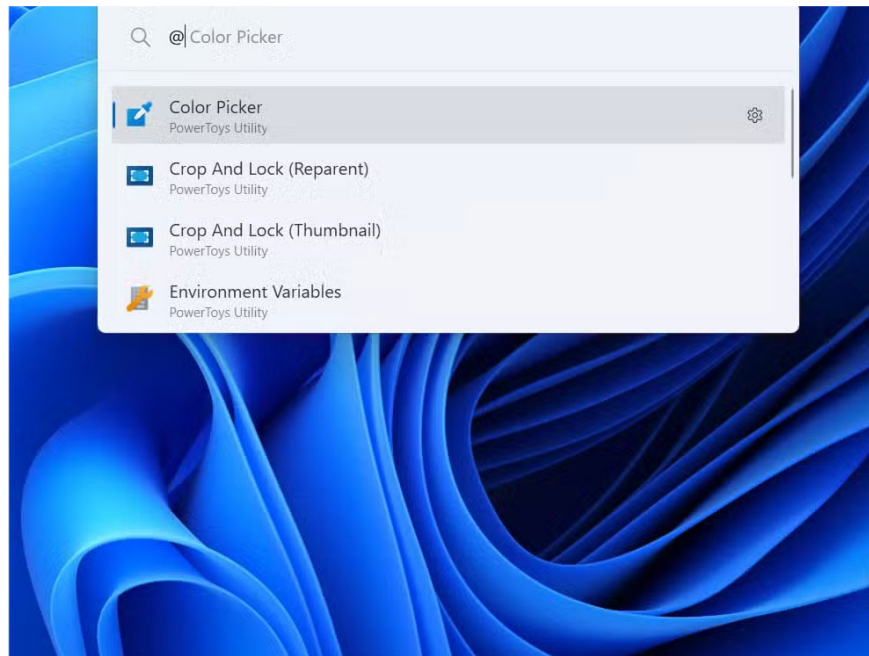 @ Color Picker
Color Picker
PowerToys Utility
Crop And Lock (Reparent)
PowerToys Utility
Crop And Lock (Thumbnail)
PowerToys Utility
Environment Variables
PowerToys Utility